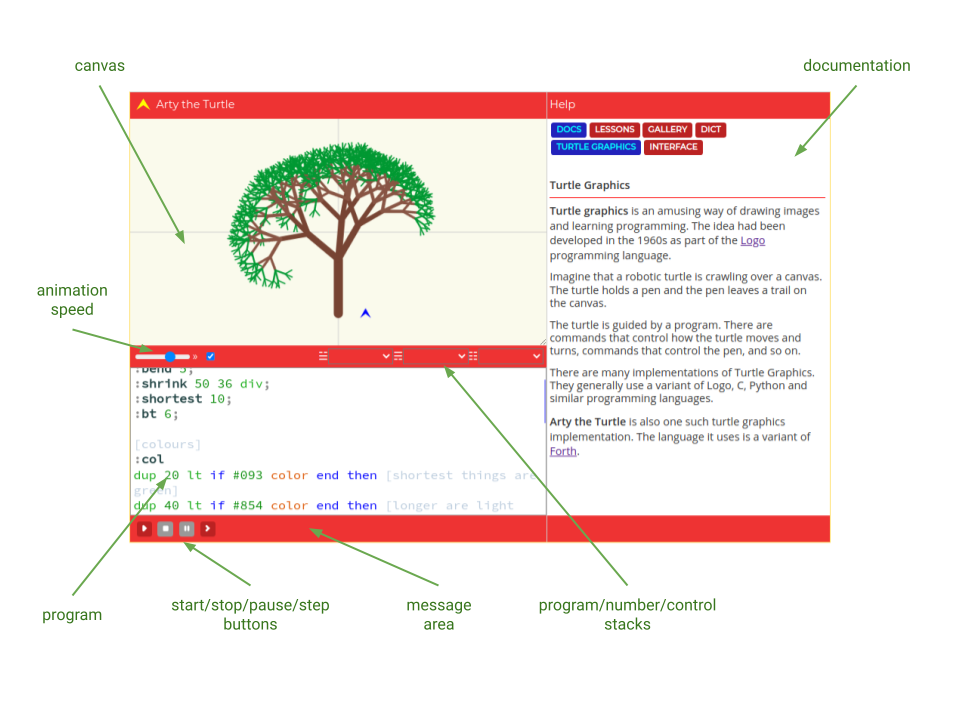 canvas
documentation
Arty the Turtle
Help
DOCS LESSONS GALLERY DICT
TURTLE GRAPHICS INTERFACE
Turtle Graphics
Turtle graphics is an amusing way of drawing images
and learning programming. The idea had been
developed in the 1960s as part of the Logo
programming language.
Imagine that a robotic turtle is crawling over a canvas.
The turtle holds a pen and the pen leaves a trail on
the canvas.
The turtle is guided by a program. There are
commands that control how the turtle moves and
turns, commands that control the pen, and so on.
There are many implementations of Turtle Graphics.
They generally use a variant of Logo, C, Python and
similar programming languages.
Arty the Turtle is also one such turtle graphics
implementation. The language it uses is a variant of
Forth.
animation
speed
:bend 5;
:shrink 50 36 div;
:shortest 10;
:bt 6;
[colours]
:col
dup 20 lt if #093 color end then [shortest things are
green]
dup 40 lt if #854 color end then [longer are light
program
start/stop/pause/step
buttons
message
area
program/number/control
stacks